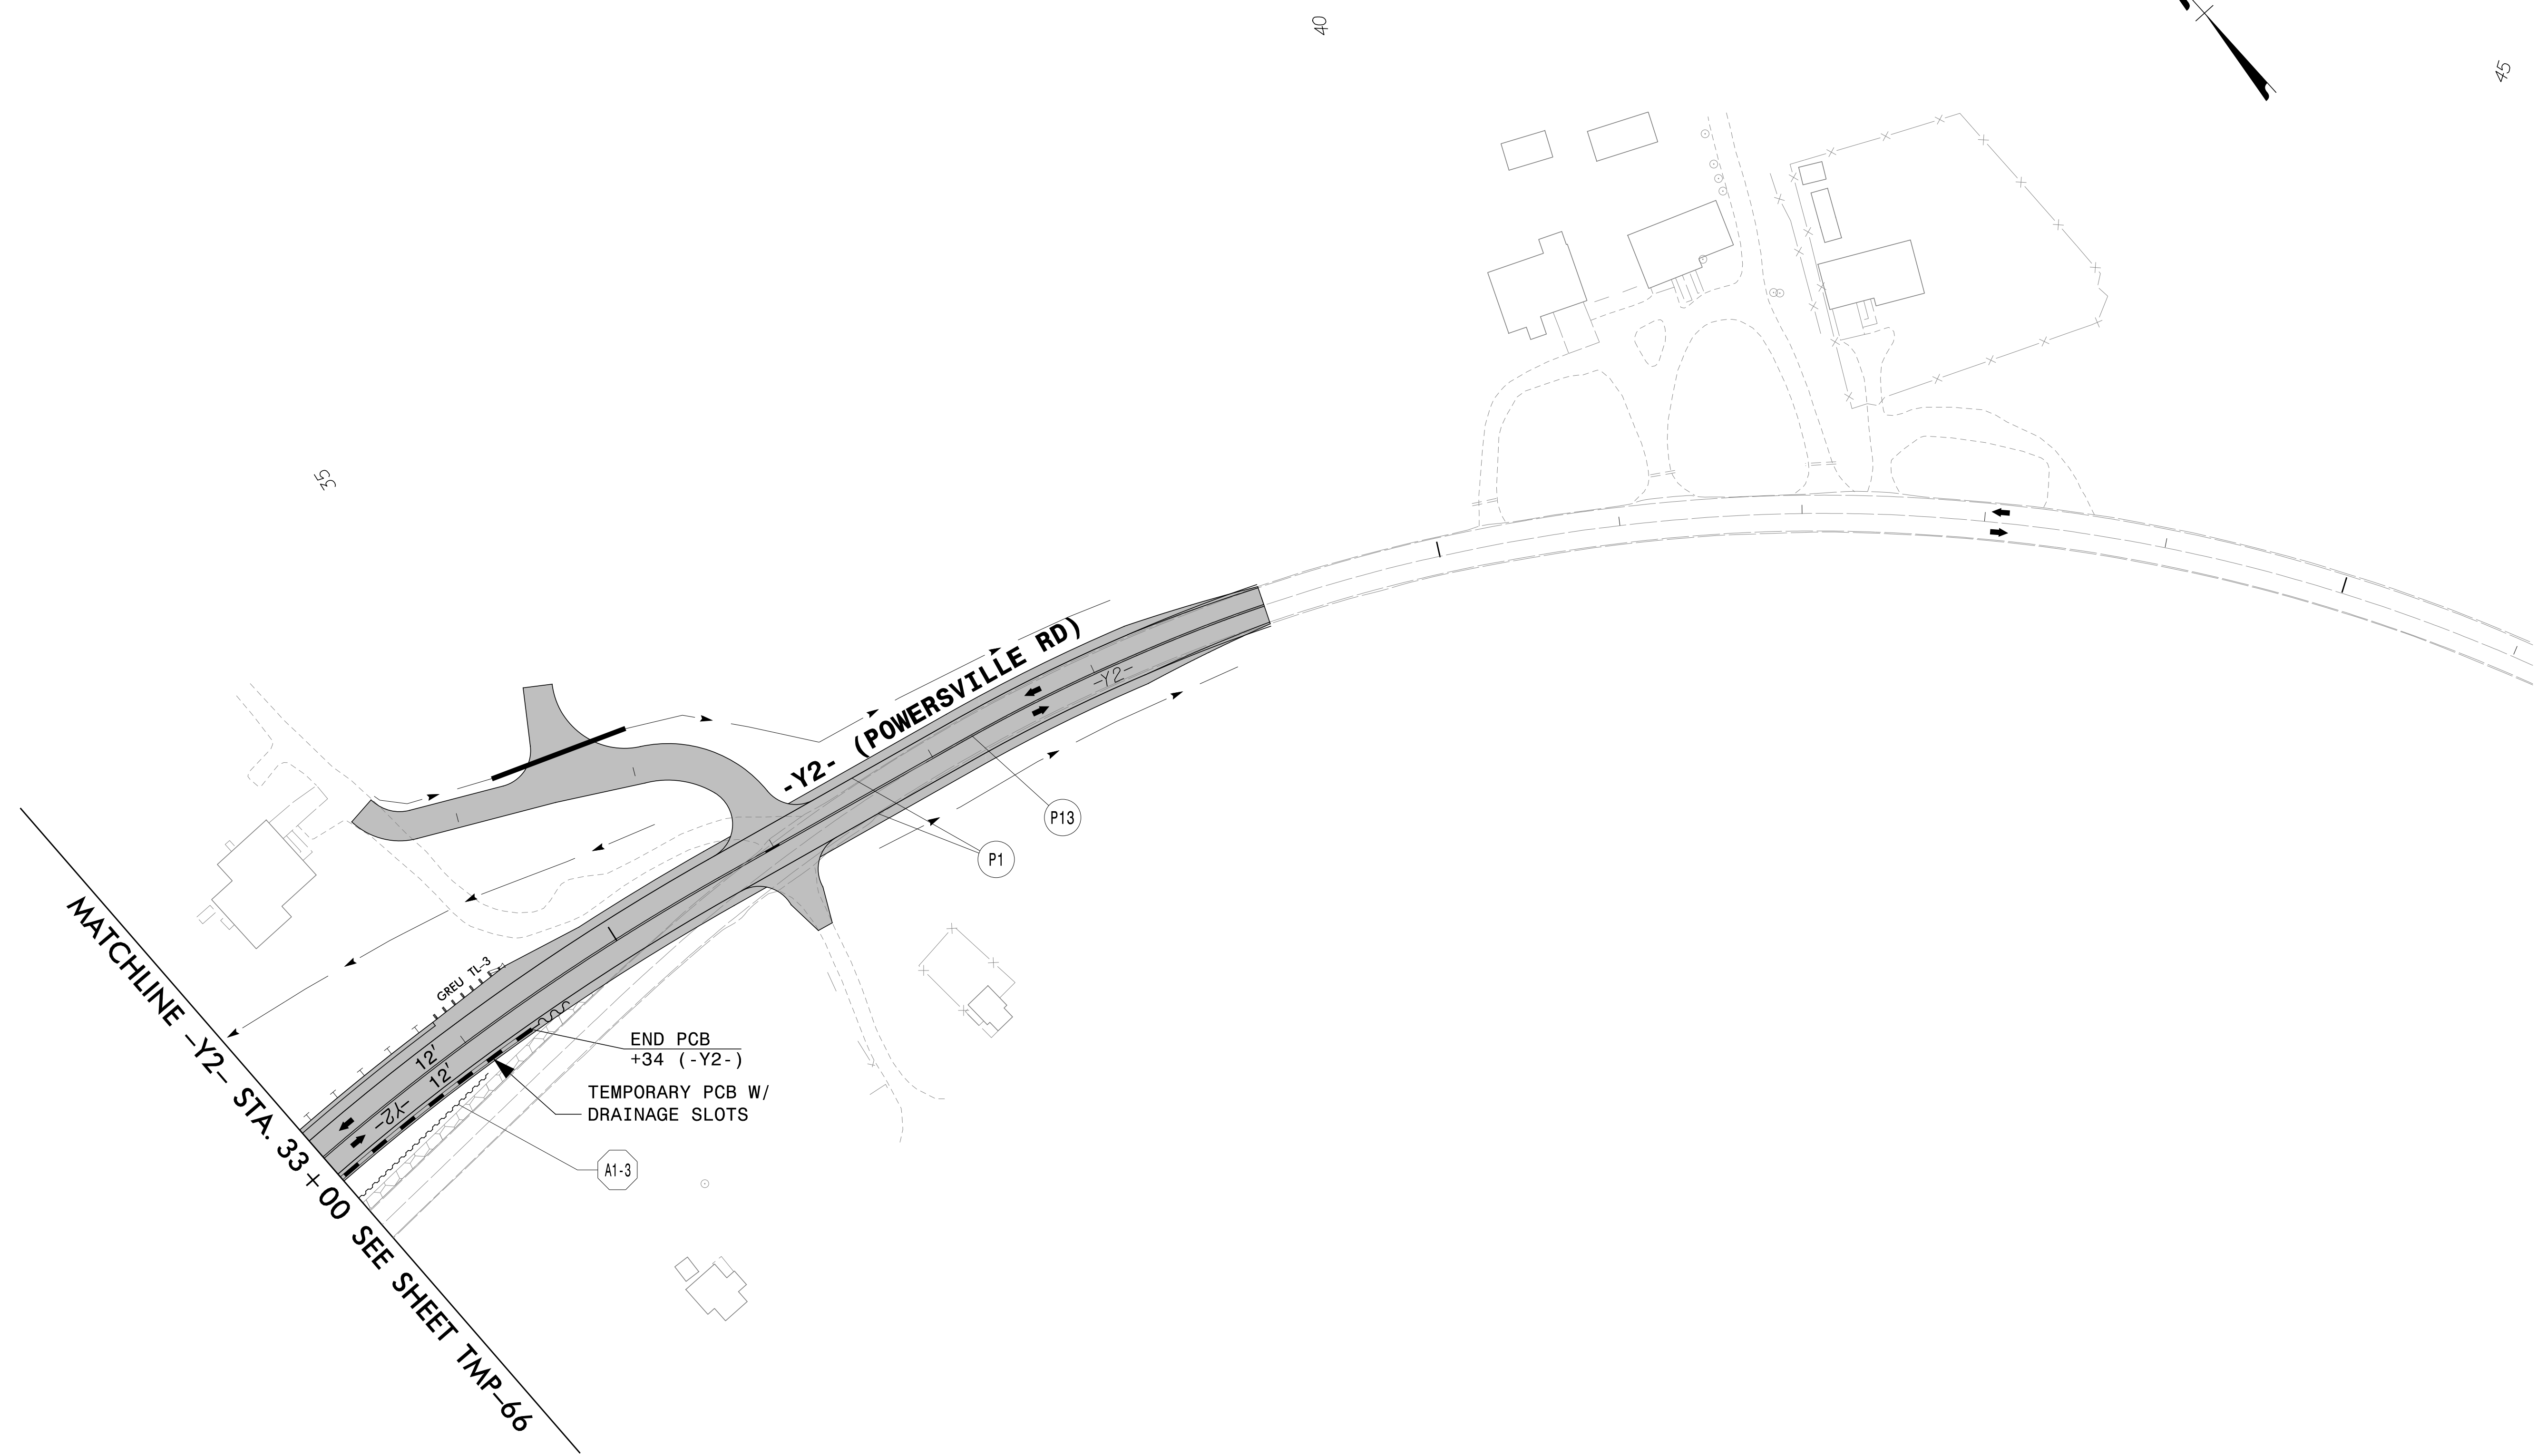 40
45
35
-Y2- (POWERSVILLE RD)
-Y2-
P13
P1
GREU TL-3
12'
12'
-Y2-
END PCB
+34 (-Y2-)
TEMPORARY PCB W/
DRAINAGE SLOTS
A1-3
MATCHLINE -Y2- STA. 33+00 SEE SHEET TMP-66